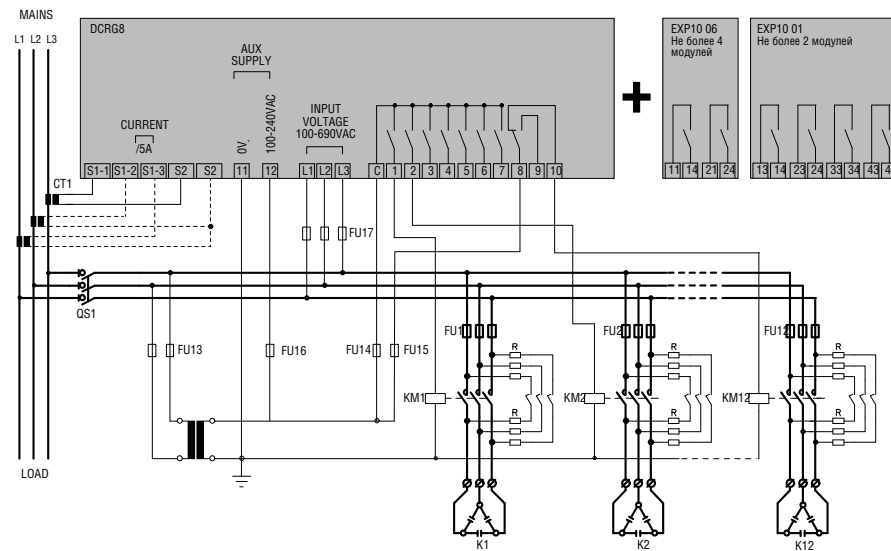 MAINS
L1 L2 L3
DCRG8
AUX
SUPPLY
0V.
100-240VAC
CURRENT
/5A
INPUT
VOLTAGE
100-690VAC
S1-1 S1-2 S1-3 S2 S2 11 12 L1 L2 L3 C 1 2 3 4 5 6 7 8 9 10
EXP10 06
Не более 4
модулей
11 14 21 24
EXP10 01
Не более 2 модулей
13 14 23 24 33 34 43
CT1
FU17
QS1
FU13
FU16
FU14
FU15
FU1
FU2
FU12
R
R
R
KM1
KM2
KM12
R
R
R
LOAD
K1
K2
K12